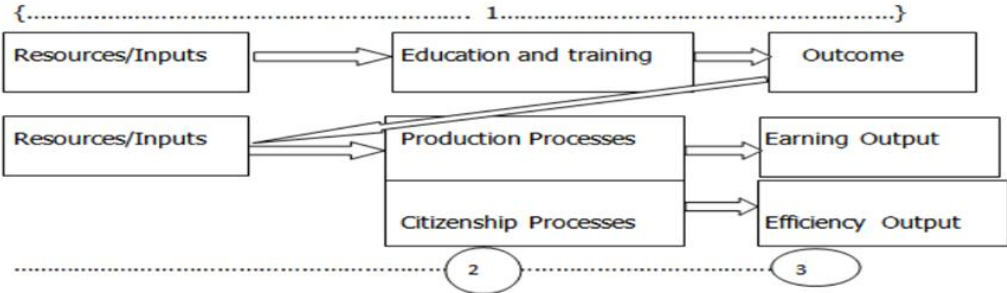 {........................................................ 1....................................................}
Resources/Inputs Education and training Outcome
Resources/Inputs Production Processes Earning Output
Citizenship Processes Efficiency Output
........................................................ 2 ................................ 3